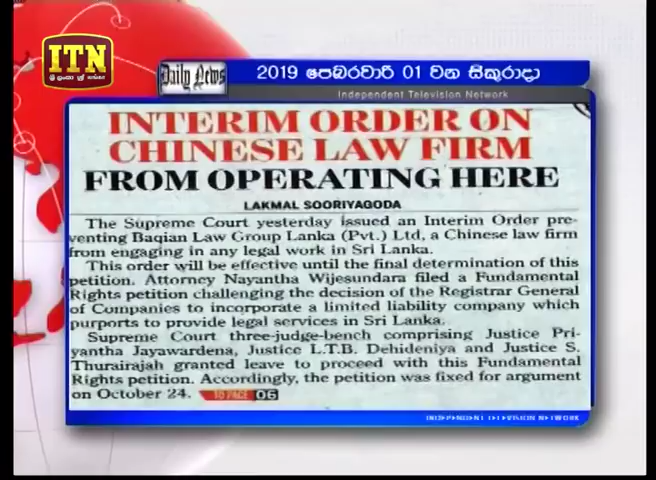 ITN
ශ්‍රී ලංකා ශ්‍රී නංකා
Daily News
2019 පෙබරවාරි 01 වන සිකුරාදා
Independent Television Network
INTERIM ORDER ON
CHINESE LAW FIRM
FROM OPERATING HERE
LAKMAL SOORIYAGODA
The Supreme Court yesterday issued an Interim Order pre-
venting Baqian Law Group Lanka (Pvt.) Ltd, a Chinese law firm
from engaging in any legal work in Sri Lanka.
This order will be effective until the final determination of this
petition. Attorney Nayantha Wijesundara filed a Fundamental
Rights petition challenging the decision of the Registrar General
of Companies to incorporate a limited liability company which
purports to provide legal services in Sri Lanka.
Supreme Court three-judge-bench comprising Justice Pri-
yantha Jayawardena, Justice L.T.B. Dehideniya and Justice S.
Thurairajah granted leave to proceed with this Fundamental
Rights petition. Accordingly, the petition was fixed for argument
on October 24. TO PAGE 06
INDEPENDENT TELEVISION NETWORK